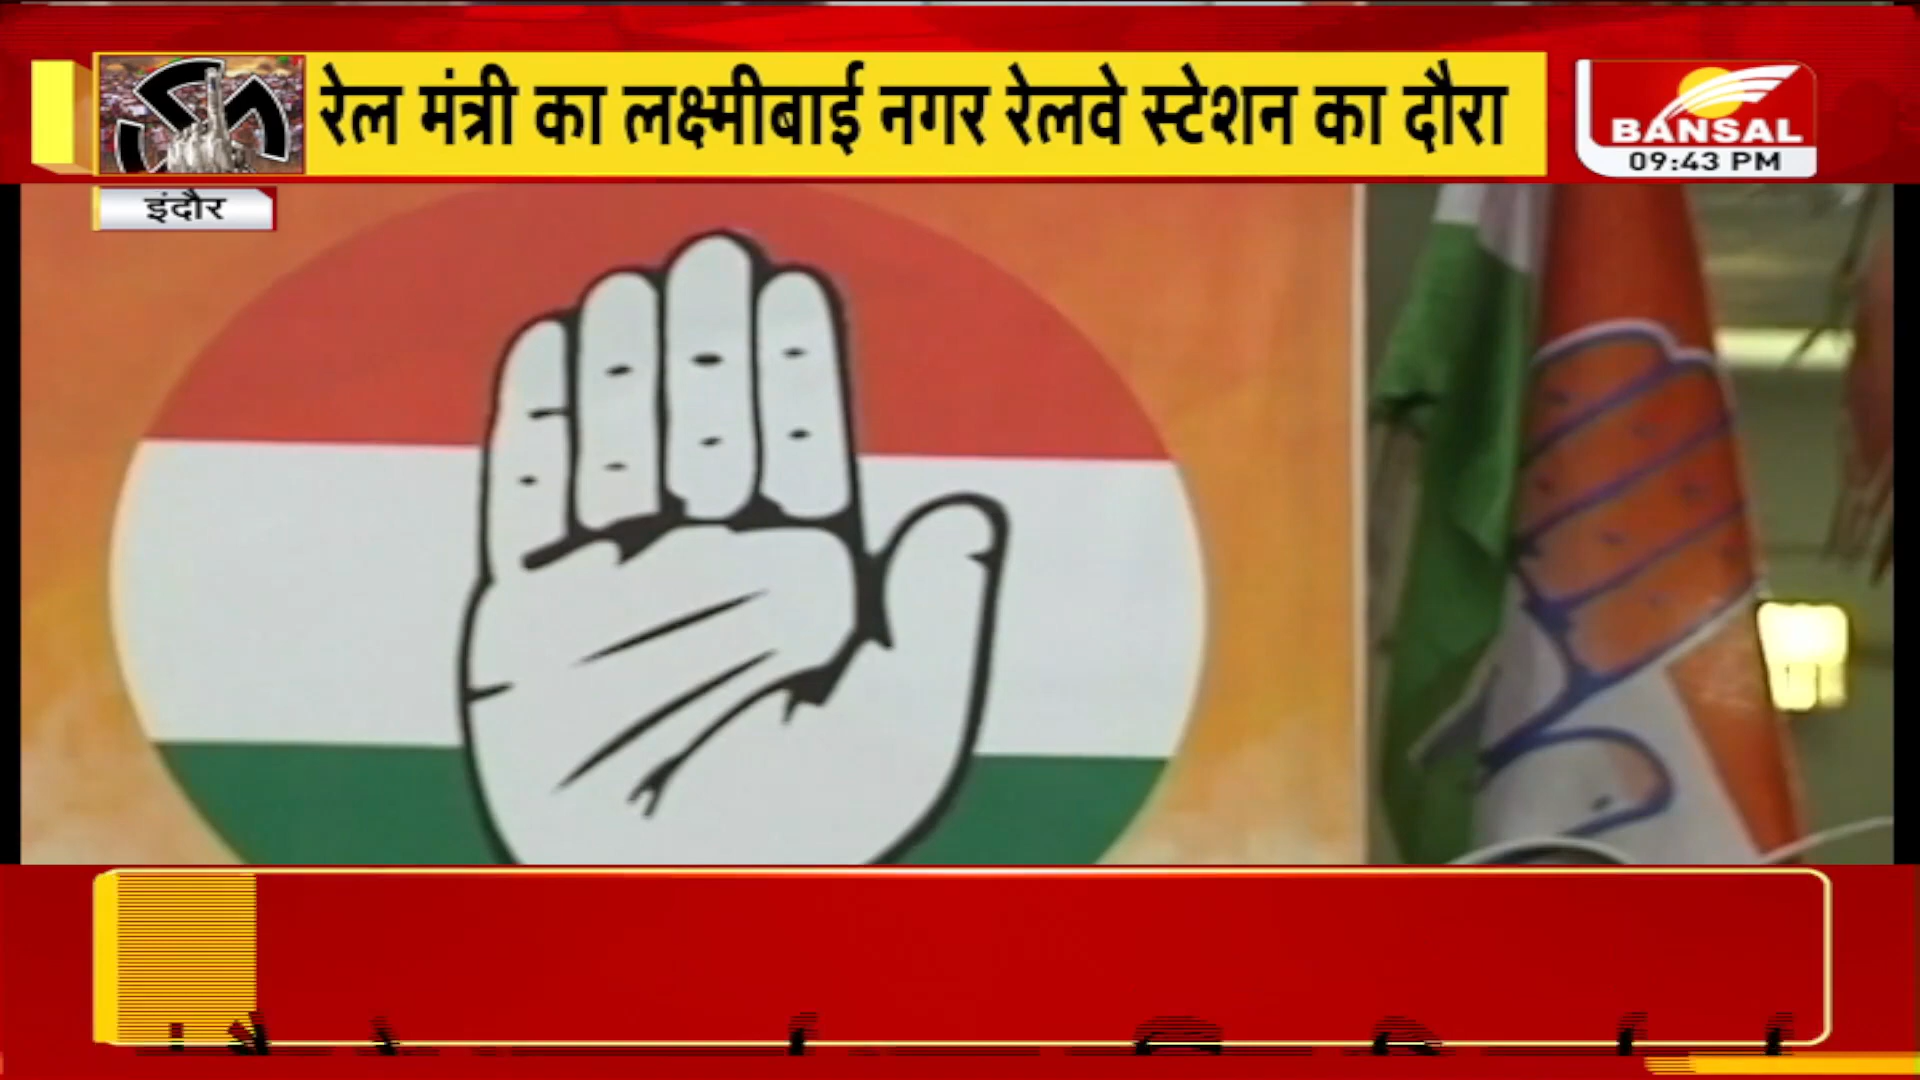 रेल मंत्री का लक्ष्मीबाई नगर रेलवे स्टेशन का दौरा
BANSAL
09:43 PM
इंदौर